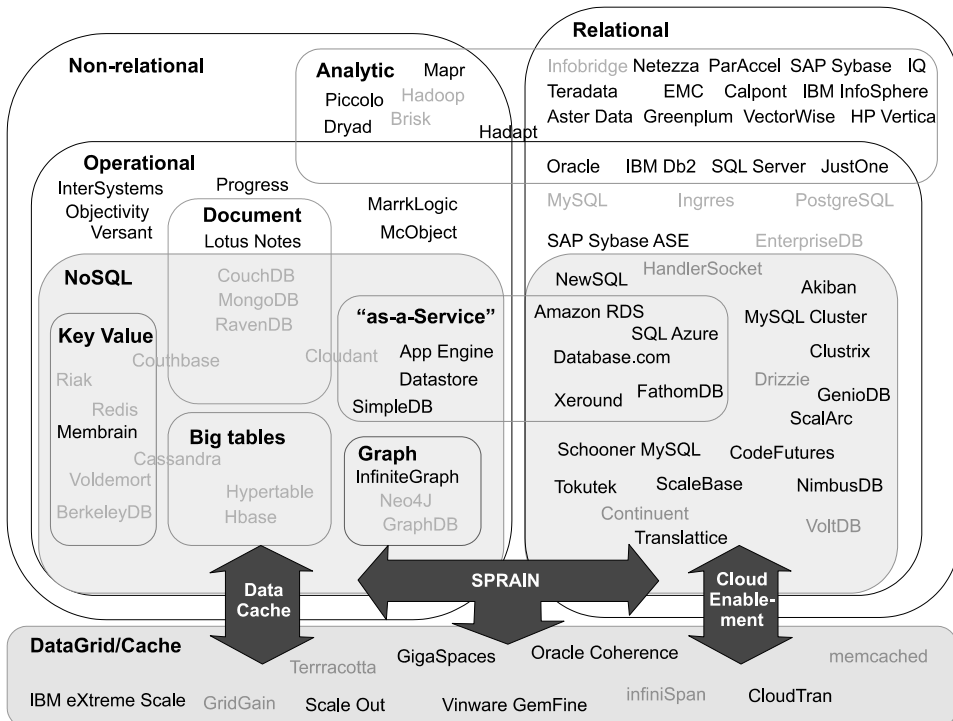 Relational
Non-relational
Analytic
Mapr
Piccolo
Hadoop
Brisk
Dryad
Hadapt
Infobridge Netezza ParAccel SAP Sybase IQ
Teradata EMC Calpont IBM InfoSphere
Aster Data Greenplum VectorWise HP Vertica
Operational
Oracle IBM Db2 SQL Server JustOne
InterSystems
Objectivity
Versant
Progress
Document
Lotus Notes
MarrkLogic
McObject
MySQL Ingrres PostgreSQL
SAP Sybase ASE EnterpriseDB
NoSQL
CouchDB
MongoDB
RavenDB
NewSQL
HandlerSocket
Akiban
"as-a-Service"
Amazon RDS
SQL Azure
MySQL Cluster
Key Value
Couthbase
Cloudant
App Engine
Datastore
SimpleDB
Database.com
Clustrix
Riak
Redis
Membrain
Xeround
FathomDB
Drizzie
GenioDB
ScalArc
Big tables
Cassandra
Voldemort
Hypertable
BerkeleyDB
Hbase
Graph
InfiniteGraph
Neo4J
GraphDB
Schooner MySQL CodeFutures
Tokutek ScaleBase NimbusDB
Continuent
VoltDB
Translattice
Data
Cache
SPRAIN
Cloud
Enable-
ment
DataGrid/Cache
Terrracotta
GigaSpaces
Oracle Coherence
memcached
IBM eXtreme Scale
GridGain
Scale Out
Vinware GemFine
infiniSpan
CloudTran